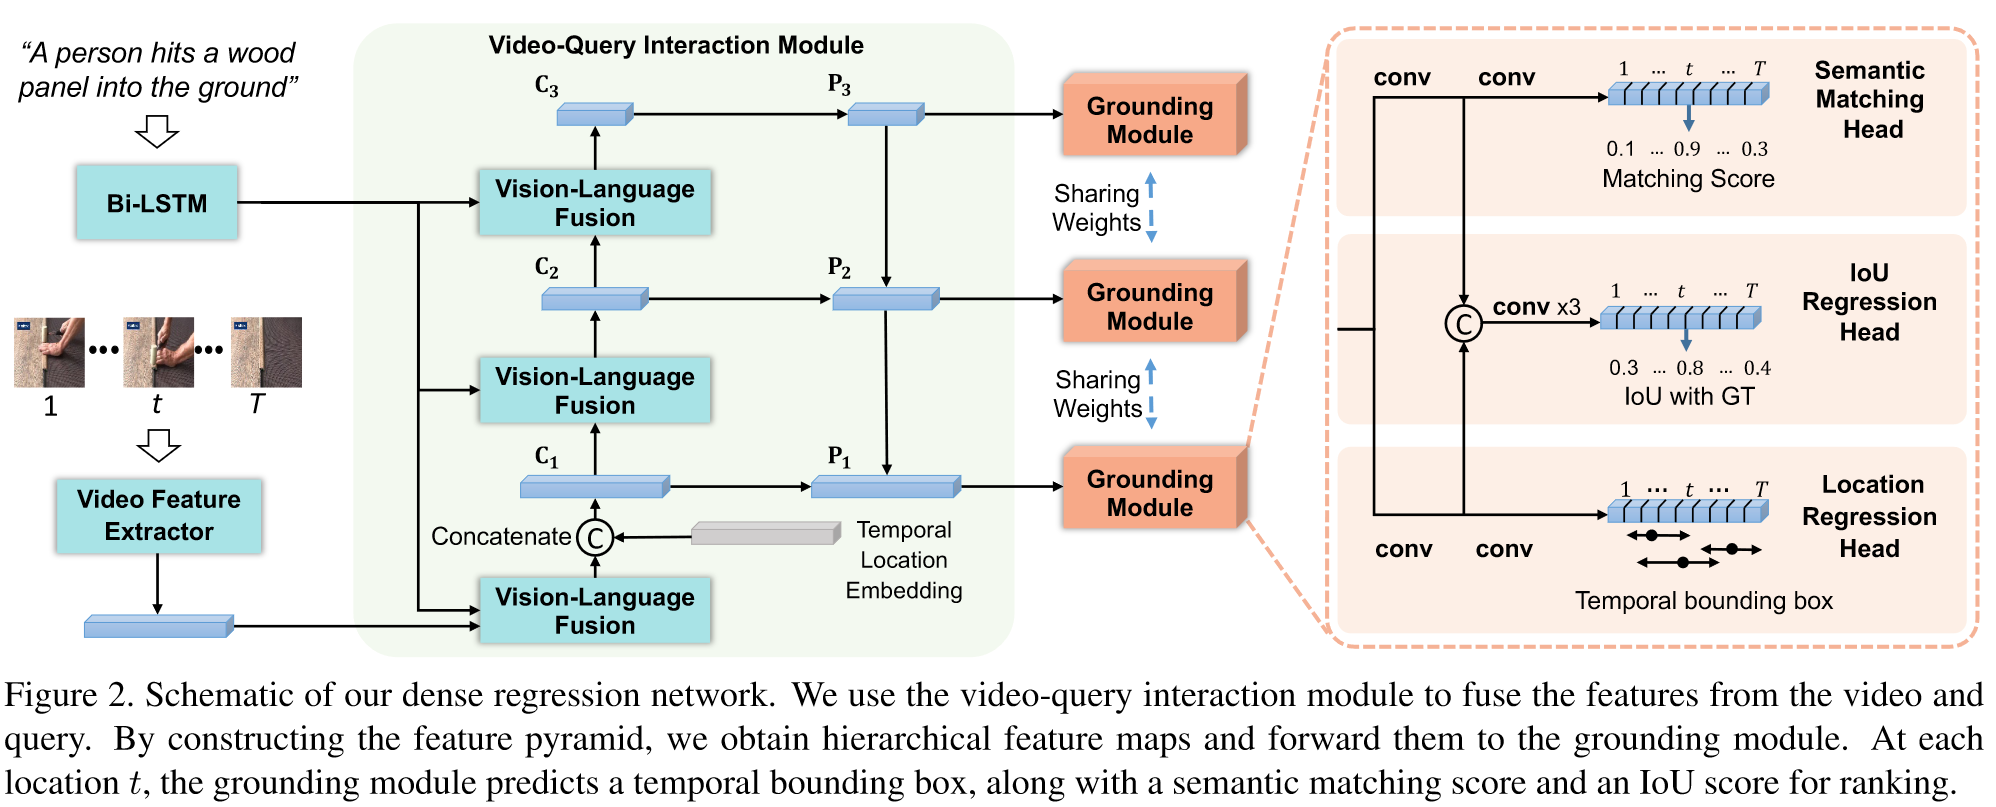 “A person hits a wood
panel into the ground”
Bi-LSTM
1
t
T
Video Feature
Extractor
Video-Query Interaction Module
C3
P3
Vision-Language
Fusion
C2
P2
Vision-Language
Fusion
C1
P1
Concatenate
C
Temporal
Location
Embedding
Vision-Language
Fusion
Grounding
Module
Sharing
Weights
Grounding
Module
Sharing
Weights
Grounding
Module
conv conv
1 ... t ... T
0.1 ... 0.9 ... 0.3
Matching Score
Semantic
Matching
Head
C
conv x3
1 ... t ... T
0.3 ... 0.8 ... 0.4
IoU with GT
IoU
Regression
Head
conv conv
1 ... t ... T
Temporal bounding box
Location
Regression
Head
Figure 2. Schematic of our dense regression network. We use the video-query interaction module to fuse the features from the video and
query. By constructing the feature pyramid, we obtain hierarchical feature maps and forward them to the grounding module. At each
location t, the grounding module predicts a temporal bounding box, along with a semantic matching score and an IoU score for ranking.